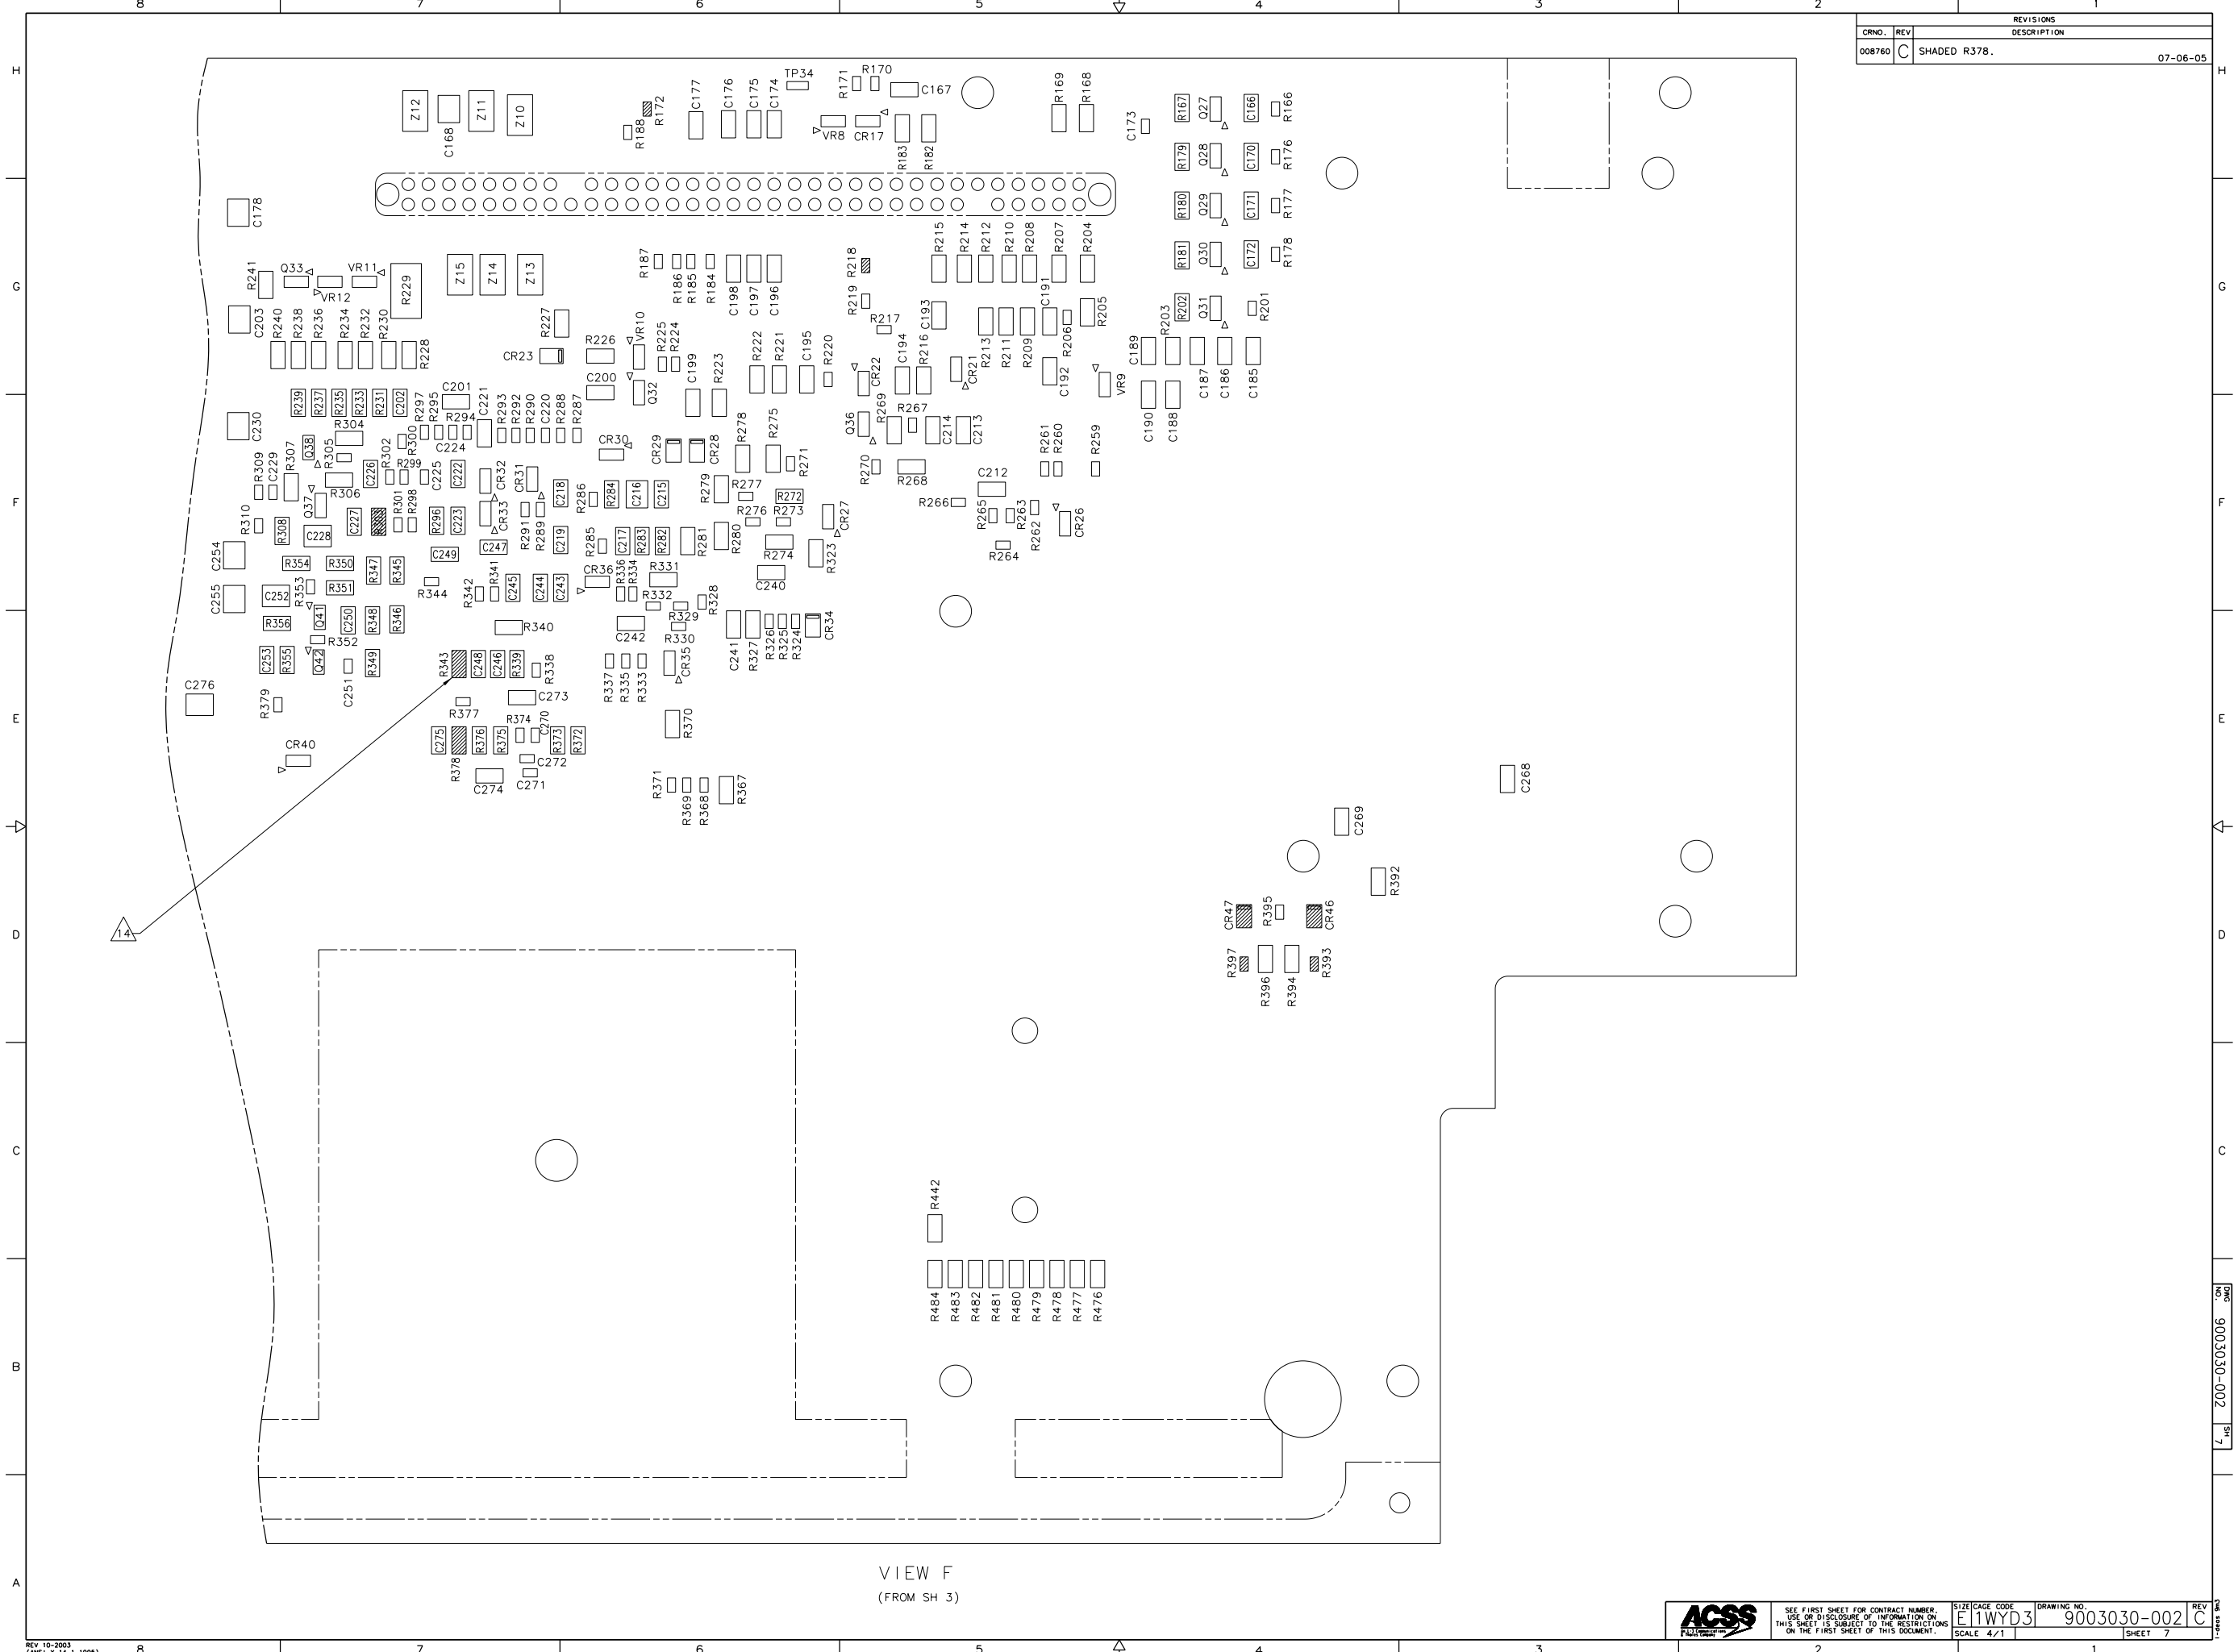 8 7 6 5 4 3 2 1
REVISIONS
CRNO. REV DESCRIPTION
008760 C SHADED R378. 07-06-05
H H
TP34 R171 R170 C167
Z12 C168 Z11 Z10 R188 R172 C177 C176 C175 C174 VR8 CR17 R183 R182 R169 R168 C173
R167 Q27 C166 R166
R179 Q28 C170 R176
R180 Q29 C171 R177
R181 Q30 C172 R178
R202 Q31 R201
C178
R215 R214 R212 R210 R208 R207 R204
G G
R241 Q33 VR12 VR11 R229 Z15 Z14 Z13 R187 R186 R185 R184 C198 C197 C196 R218 R219 R217 C193 C191 R205 R206
C203 R240 R238 R236 R234 R232 R230 R228 R227 CR23 R226 VR10 R225 R224 C199 R223 R222 R221 C195 R220 CR22 C194 R216 CR21 R213 R211 R209 C192 VR9 C189 R203 C187 C186 C185
C200 Q32 C190 C188
R239 R237 R235 R233 R231 C202 R297 R295 C201 R294 C221 R293 R292 R290 C220 R288 R287
C230 R307 Q38 R305 R304 R302 R300 C224 CR30 CR29 CR28 R278 R275 R271 Q36 R269 R267 C214 C213 R261 R260 R259
R309 C229 Q37 R306 C226 R299 C225 C222 CR32 CR31 C218 R286 R284 C216 C215 R279 R277 R272 R270 R268 C212
F F
R310 R308 C228 C227 R303 R301 R298 R296 C223 CR33 R291 R289 C219 R285 C217 R283 R282 R281 R280 R276 R273 R274 CR27 R323 R266 R265 R263 R262 CR26 R264
C254 R354 R350 R347 R345 C249 C247
C255 C252 R353 R351 R344 R342 R341 C245 C244 C243 CR36 R336 R334 R331 R332 R329 R328 C240
R356 Q41 C250 R348 R346 R340 C242 R330 C241 R327 R326 R325 R324 CR34
R352
C253 R355 Q42 C251 R349 R343 C248 C246 R339 R338 R337 R335 R333 CR35
C276 R379 R377 C273 R370
E E
CR40 C275 R378 R376 R375 R374 C270 R373 R372 C272 C274 C271
R371 R369 R368 R367
C268
C269
R392
CR47 R395 CR46
14
D D
R397 R396 R394 R393
C C
R442
R484 R483 R482 R481 R480 R479 R478 R477 R476
DWG NO. 9003030-002 SH 7
B B
VIEW F
(FROM SH 3)
A
ACSS
SEE FIRST SHEET FOR CONTRACT NUMBER.
USE OR DISCLOSURE OF INFORMATION ON
THIS SHEET IS SUBJECT TO THE RESTRICTIONS
ON THE FIRST SHEET OF THIS DOCUMENT.
SIZE E CAGE CODE 1WYD3 DRAWING NO. 9003030-002 REV C
SCALE 4/1 SHEET 7
REV 10-2003
8 7 6 5 4 3 2 1